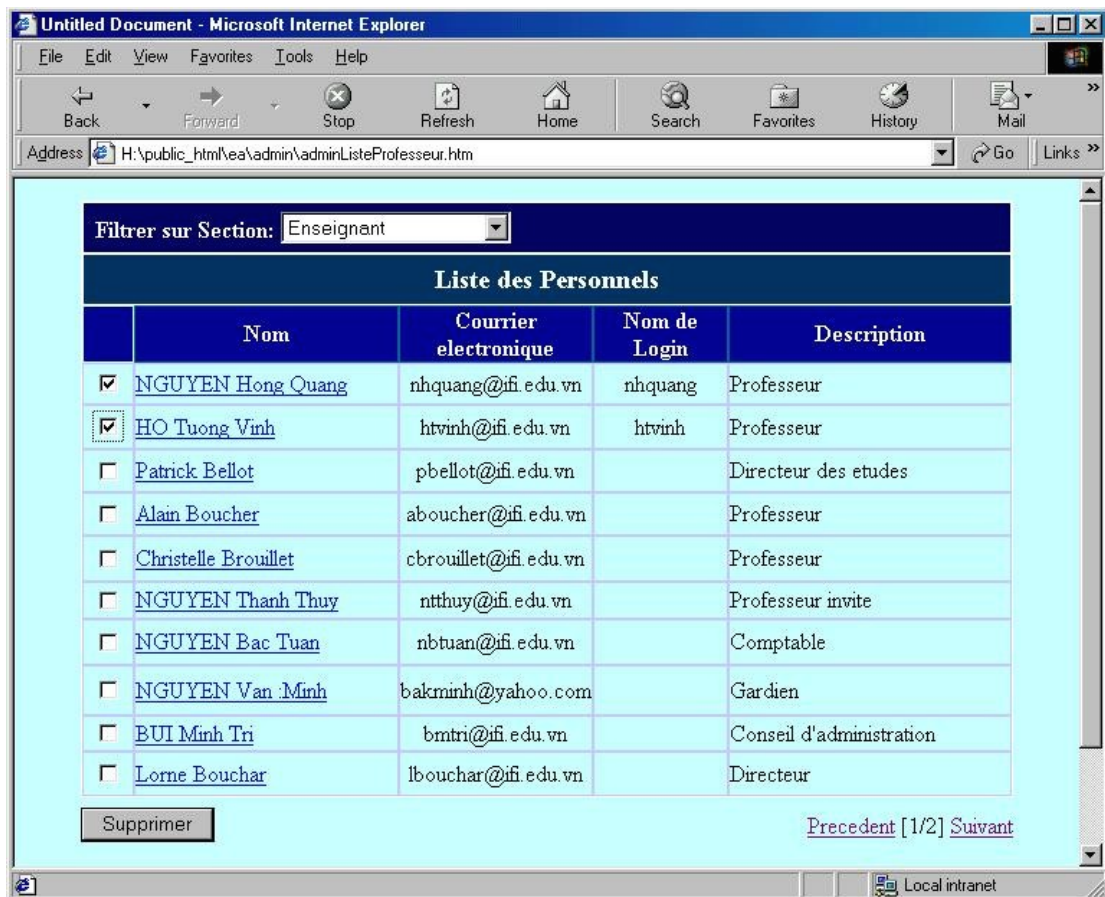 Untitled Document - Microsoft Internet Explorer
File Edit View Favorites Tools Help
Back Forward Stop Refresh Home Search Favorites History Mail »
Address H:\public_html\ea\admin\adminListeProfesseur.htm Go Links »
Filtrer sur Section: Enseignant
Liste des Personnels
Nom Courrier electronique Nom de Login Description
NGUYEN Hong Quang nhquang@ifi.edu.vn nhquang Professeur
HO Tuong Vinh htvinh@ifi.edu.vn htvinh Professeur
Patrick Bellot pbellot@ifi.edu.vn Directeur des etudes
Alain Boucher aboucher@ifi.edu.vn Professeur
Christelle Brouillet cbrouillet@ifi.edu.vn Professeur
NGUYEN Thanh Thuy ntthuy@ifi.edu.vn Professeur invite
NGUYEN Bac Tuan nbtuan@ifi.edu.vn Comptable
NGUYEN Van :Minh bakminh@yahoo.com Gardien
BUI Minh Tri bmtri@ifi.edu.vn Conseil d'administration
Lorne Bouchar lbouchar@ifi.edu.vn Directeur
Supprimer Precedent [1/2] Suivant
Local intranet